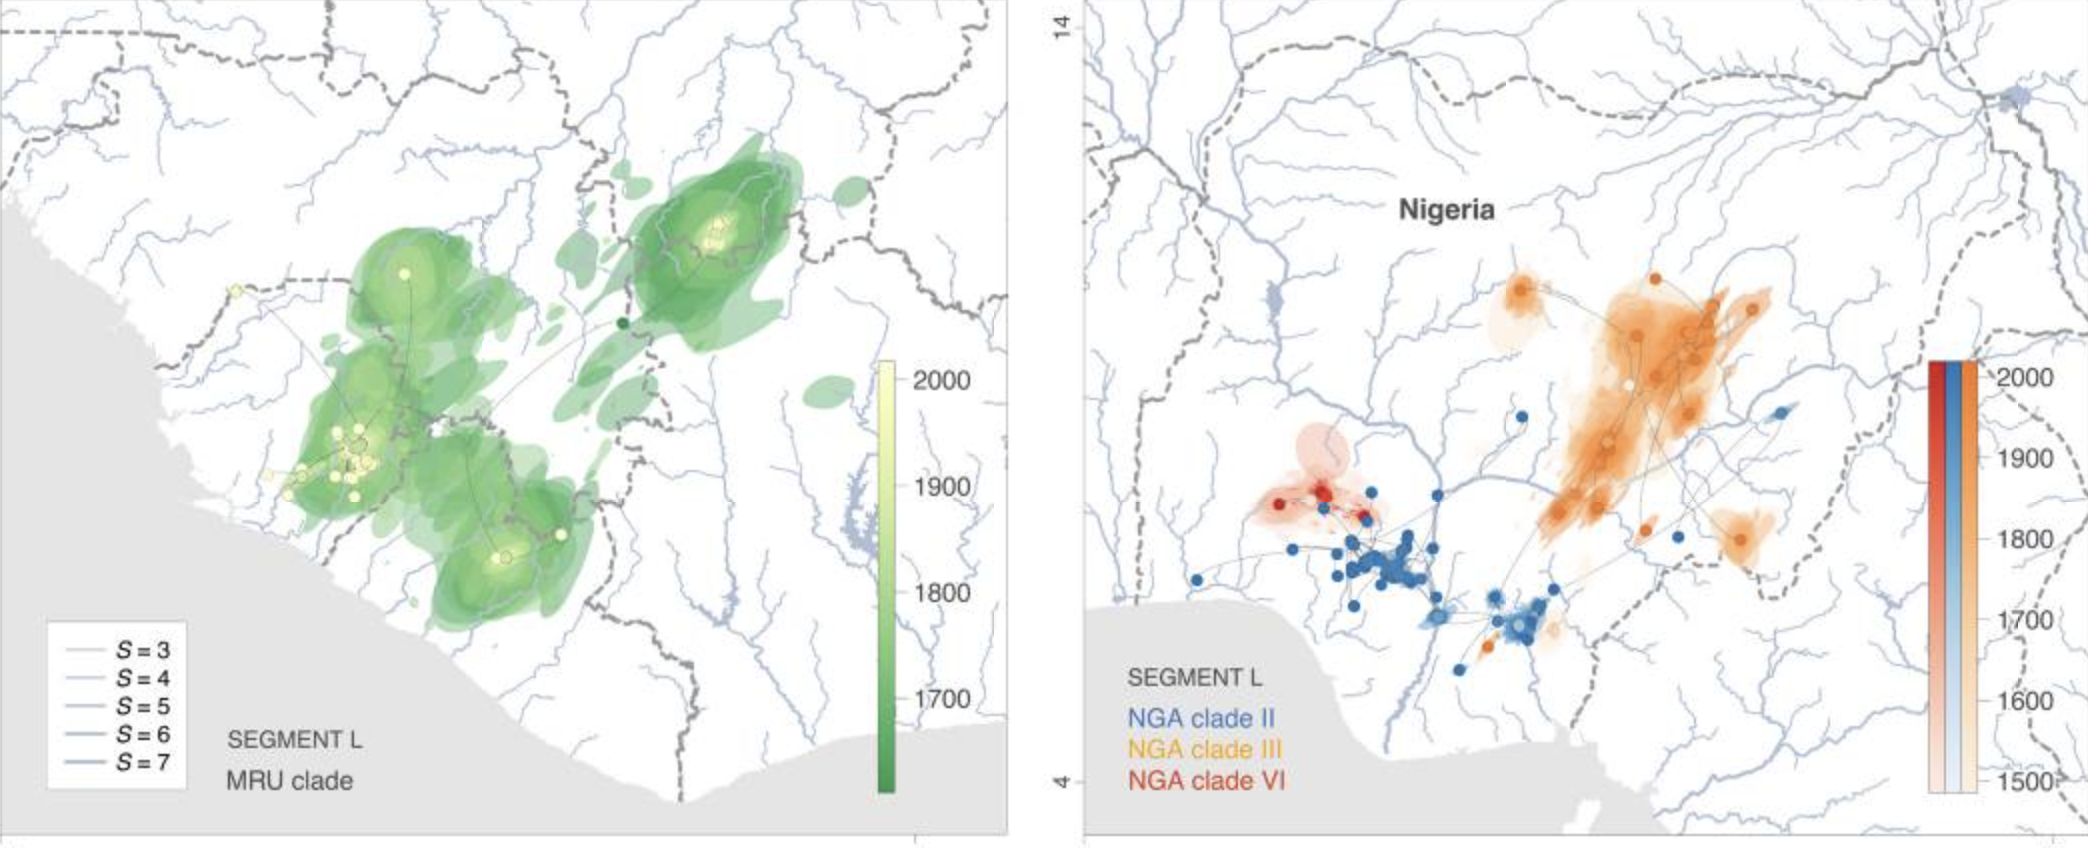 2000
1900
1800
1700
S = 3
S = 4
S = 5
S = 6
S = 7
SEGMENT L
MRU clade
14
Nigeria
4
SEGMENT L
NGA clade II
NGA clade III
NGA clade VI
2000
1900
1800
1700
1600
1500